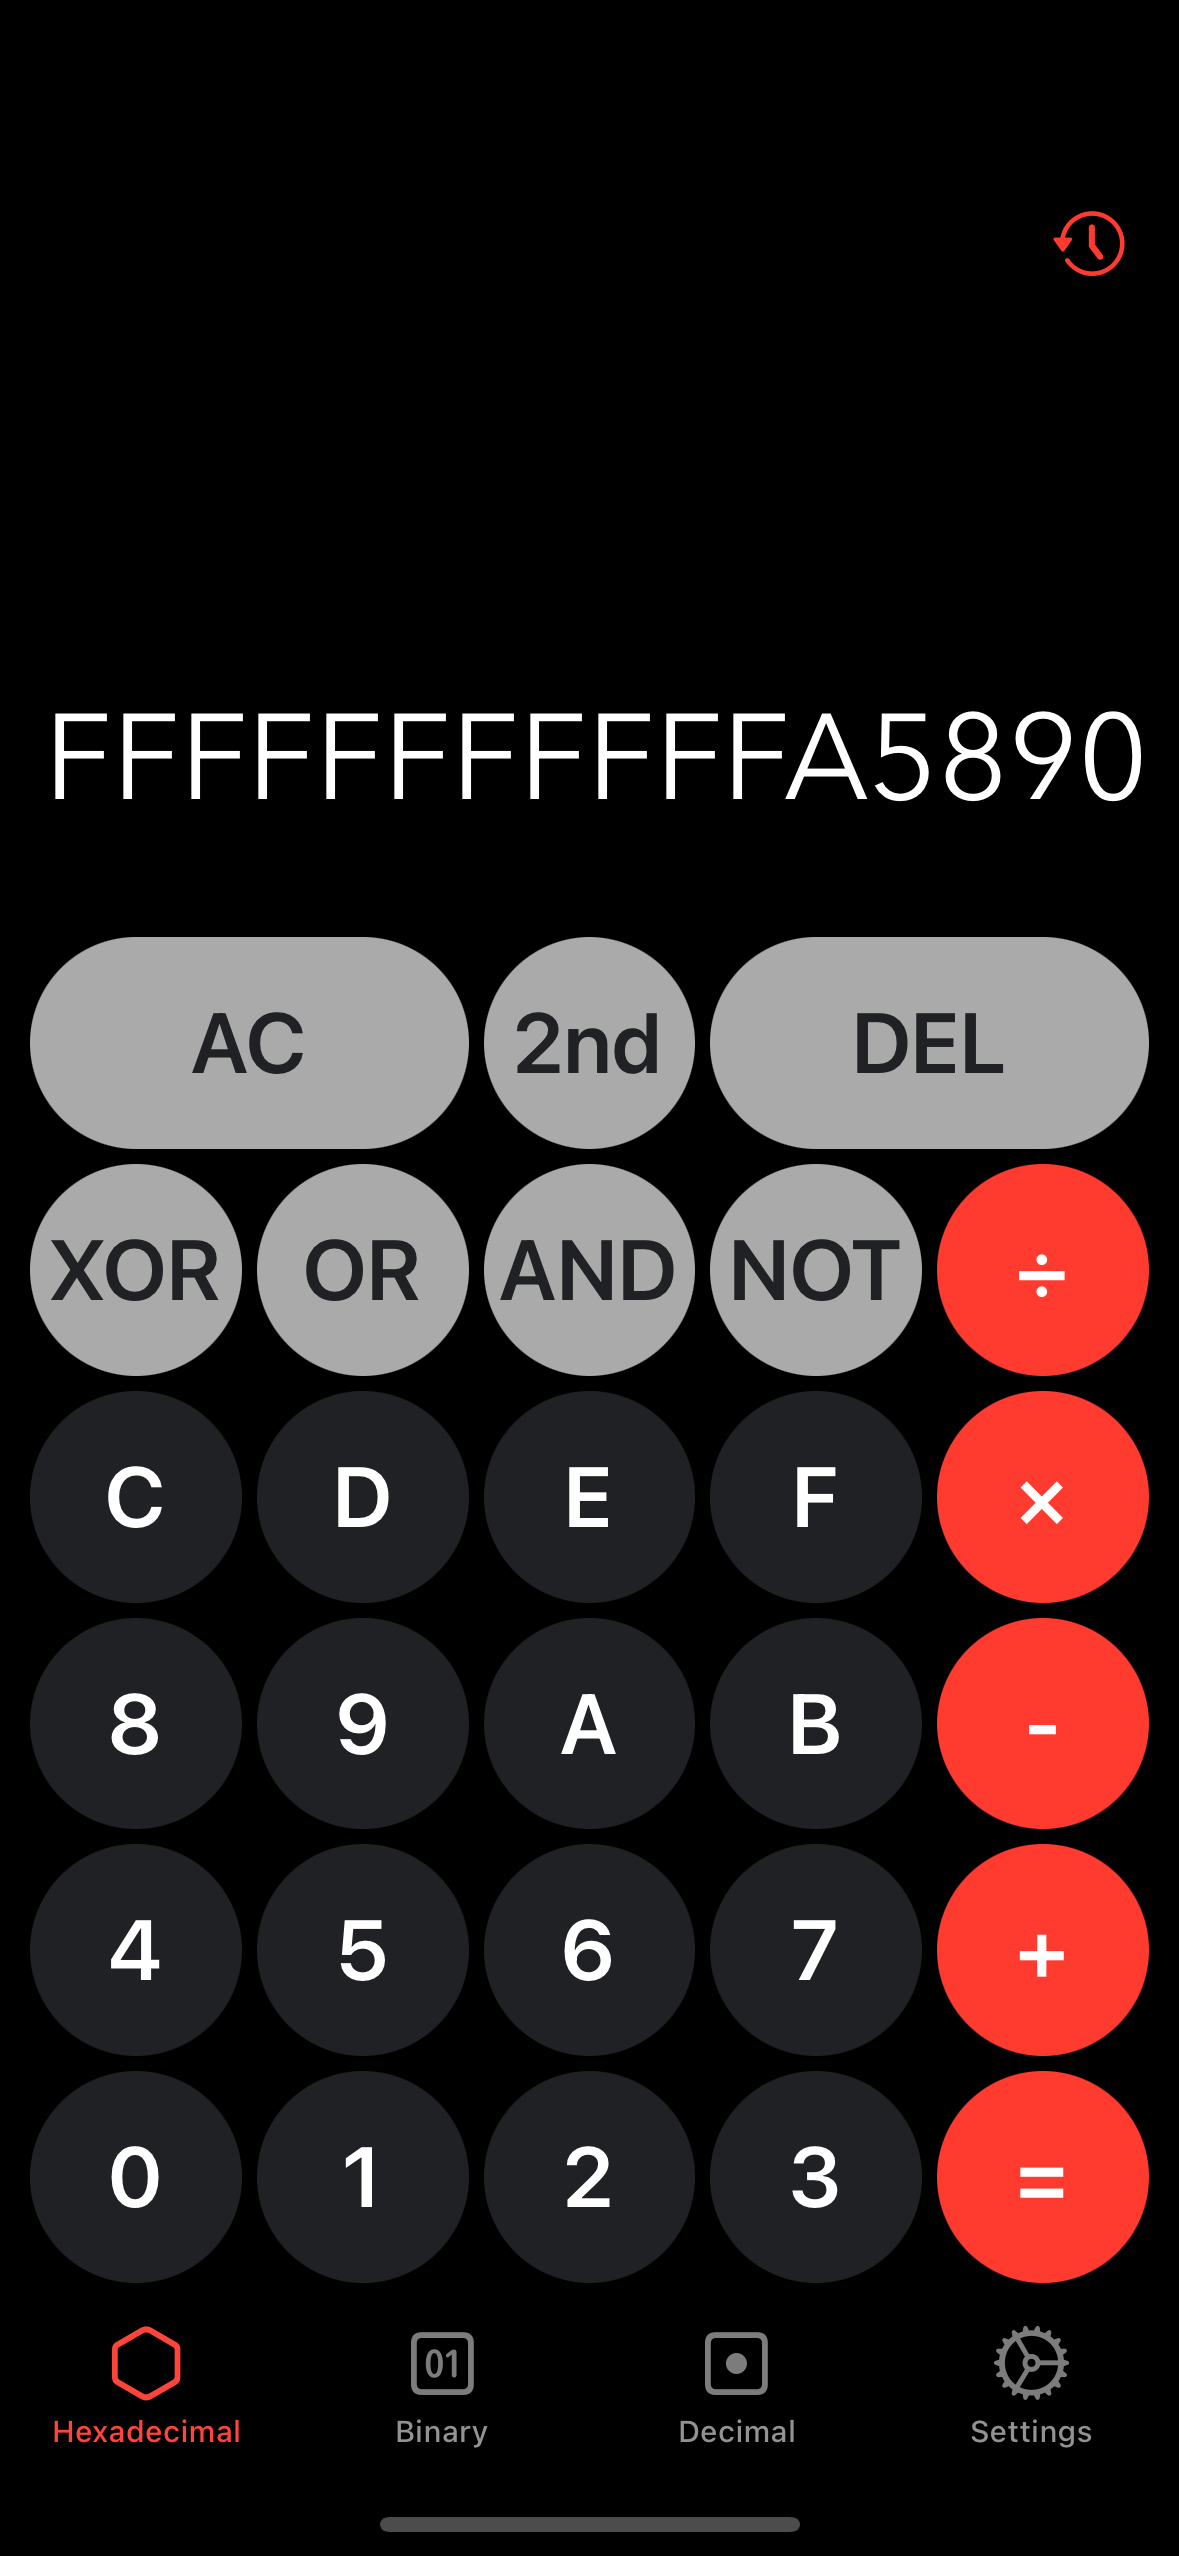 FFFFFFFFFFFA5890
AC 2nd DEL
XOR OR AND NOT ÷
C D E F ×
8 9 A B -
4 5 6 7 +
0 1 2 3 =
01
Hexadecimal Binary Decimal Settings